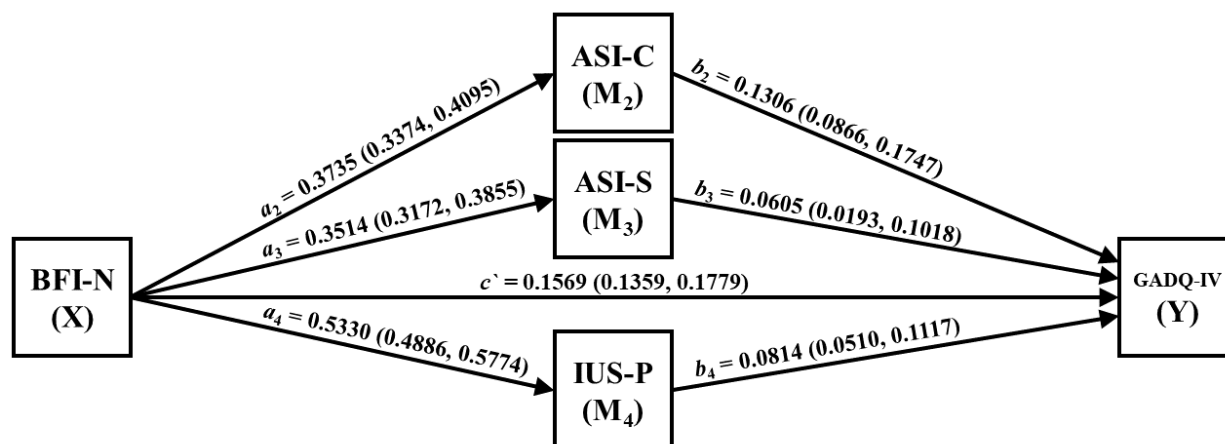 ASI-C
(M₂)
a₂ = 0.3735 (0.3374, 0.4095)
b₂ = 0.1306 (0.0866, 0.1747)
ASI-S
(M₃)
a₃ = 0.3514 (0.3172, 0.3855)
b₃ = 0.0605 (0.0193, 0.1018)
BFI-N
(X)
c` = 0.1569 (0.1359, 0.1779)
GADQ-IV
(Y)
a₄ = 0.5330 (0.4886, 0.5774)
b₄ = 0.0814 (0.0510, 0.1117)
IUS-P
(M₄)